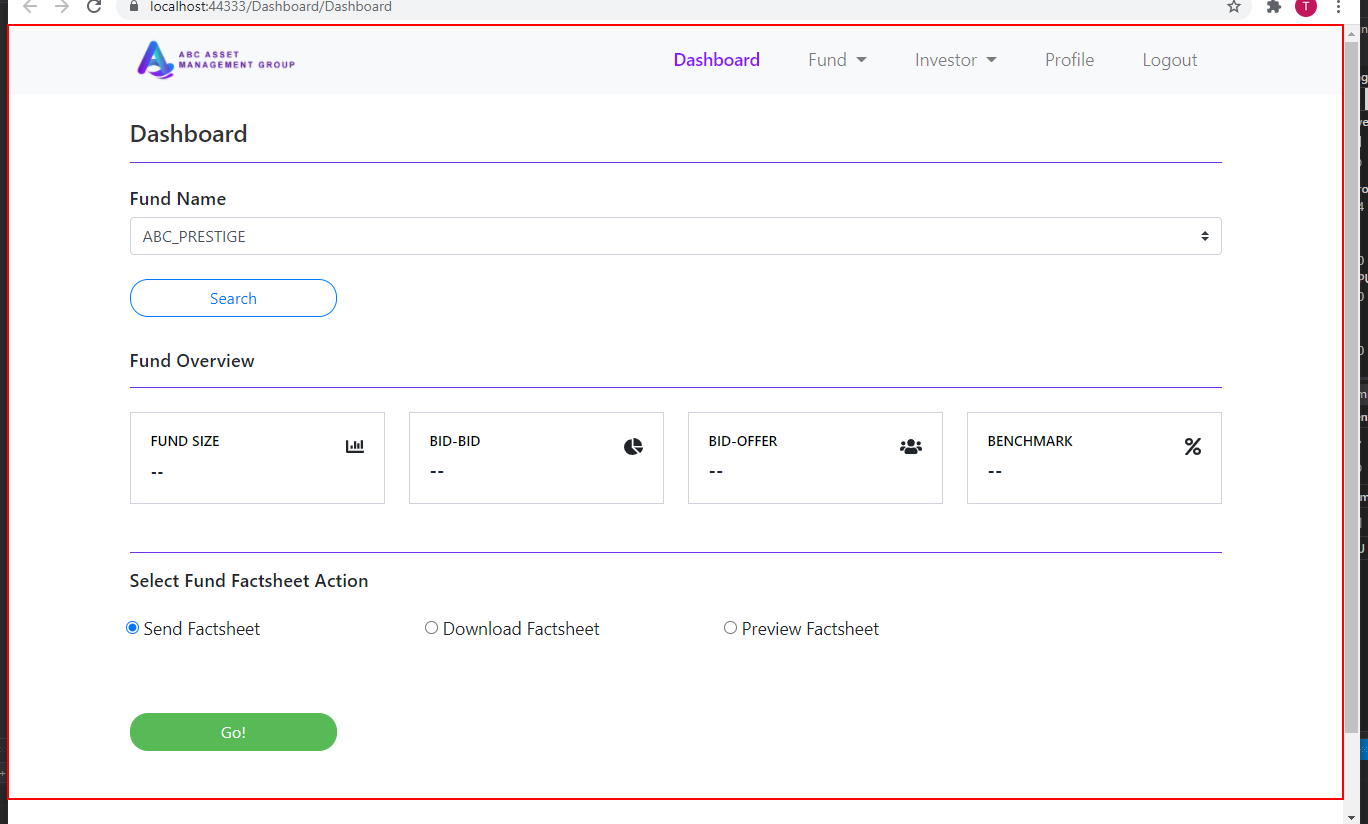 localhost:44333/Dashboard/Dashboard
T
ABC ASSET
MANAGEMENT GROUP
Dashboard Fund Investor Profile Logout
Dashboard
Fund Name
ABC_PRESTIGE
Search
Fund Overview
FUND SIZE BID-BID BID-OFFER BENCHMARK
-- -- -- --
Select Fund Factsheet Action
Send Factsheet Download Factsheet Preview Factsheet
Go!